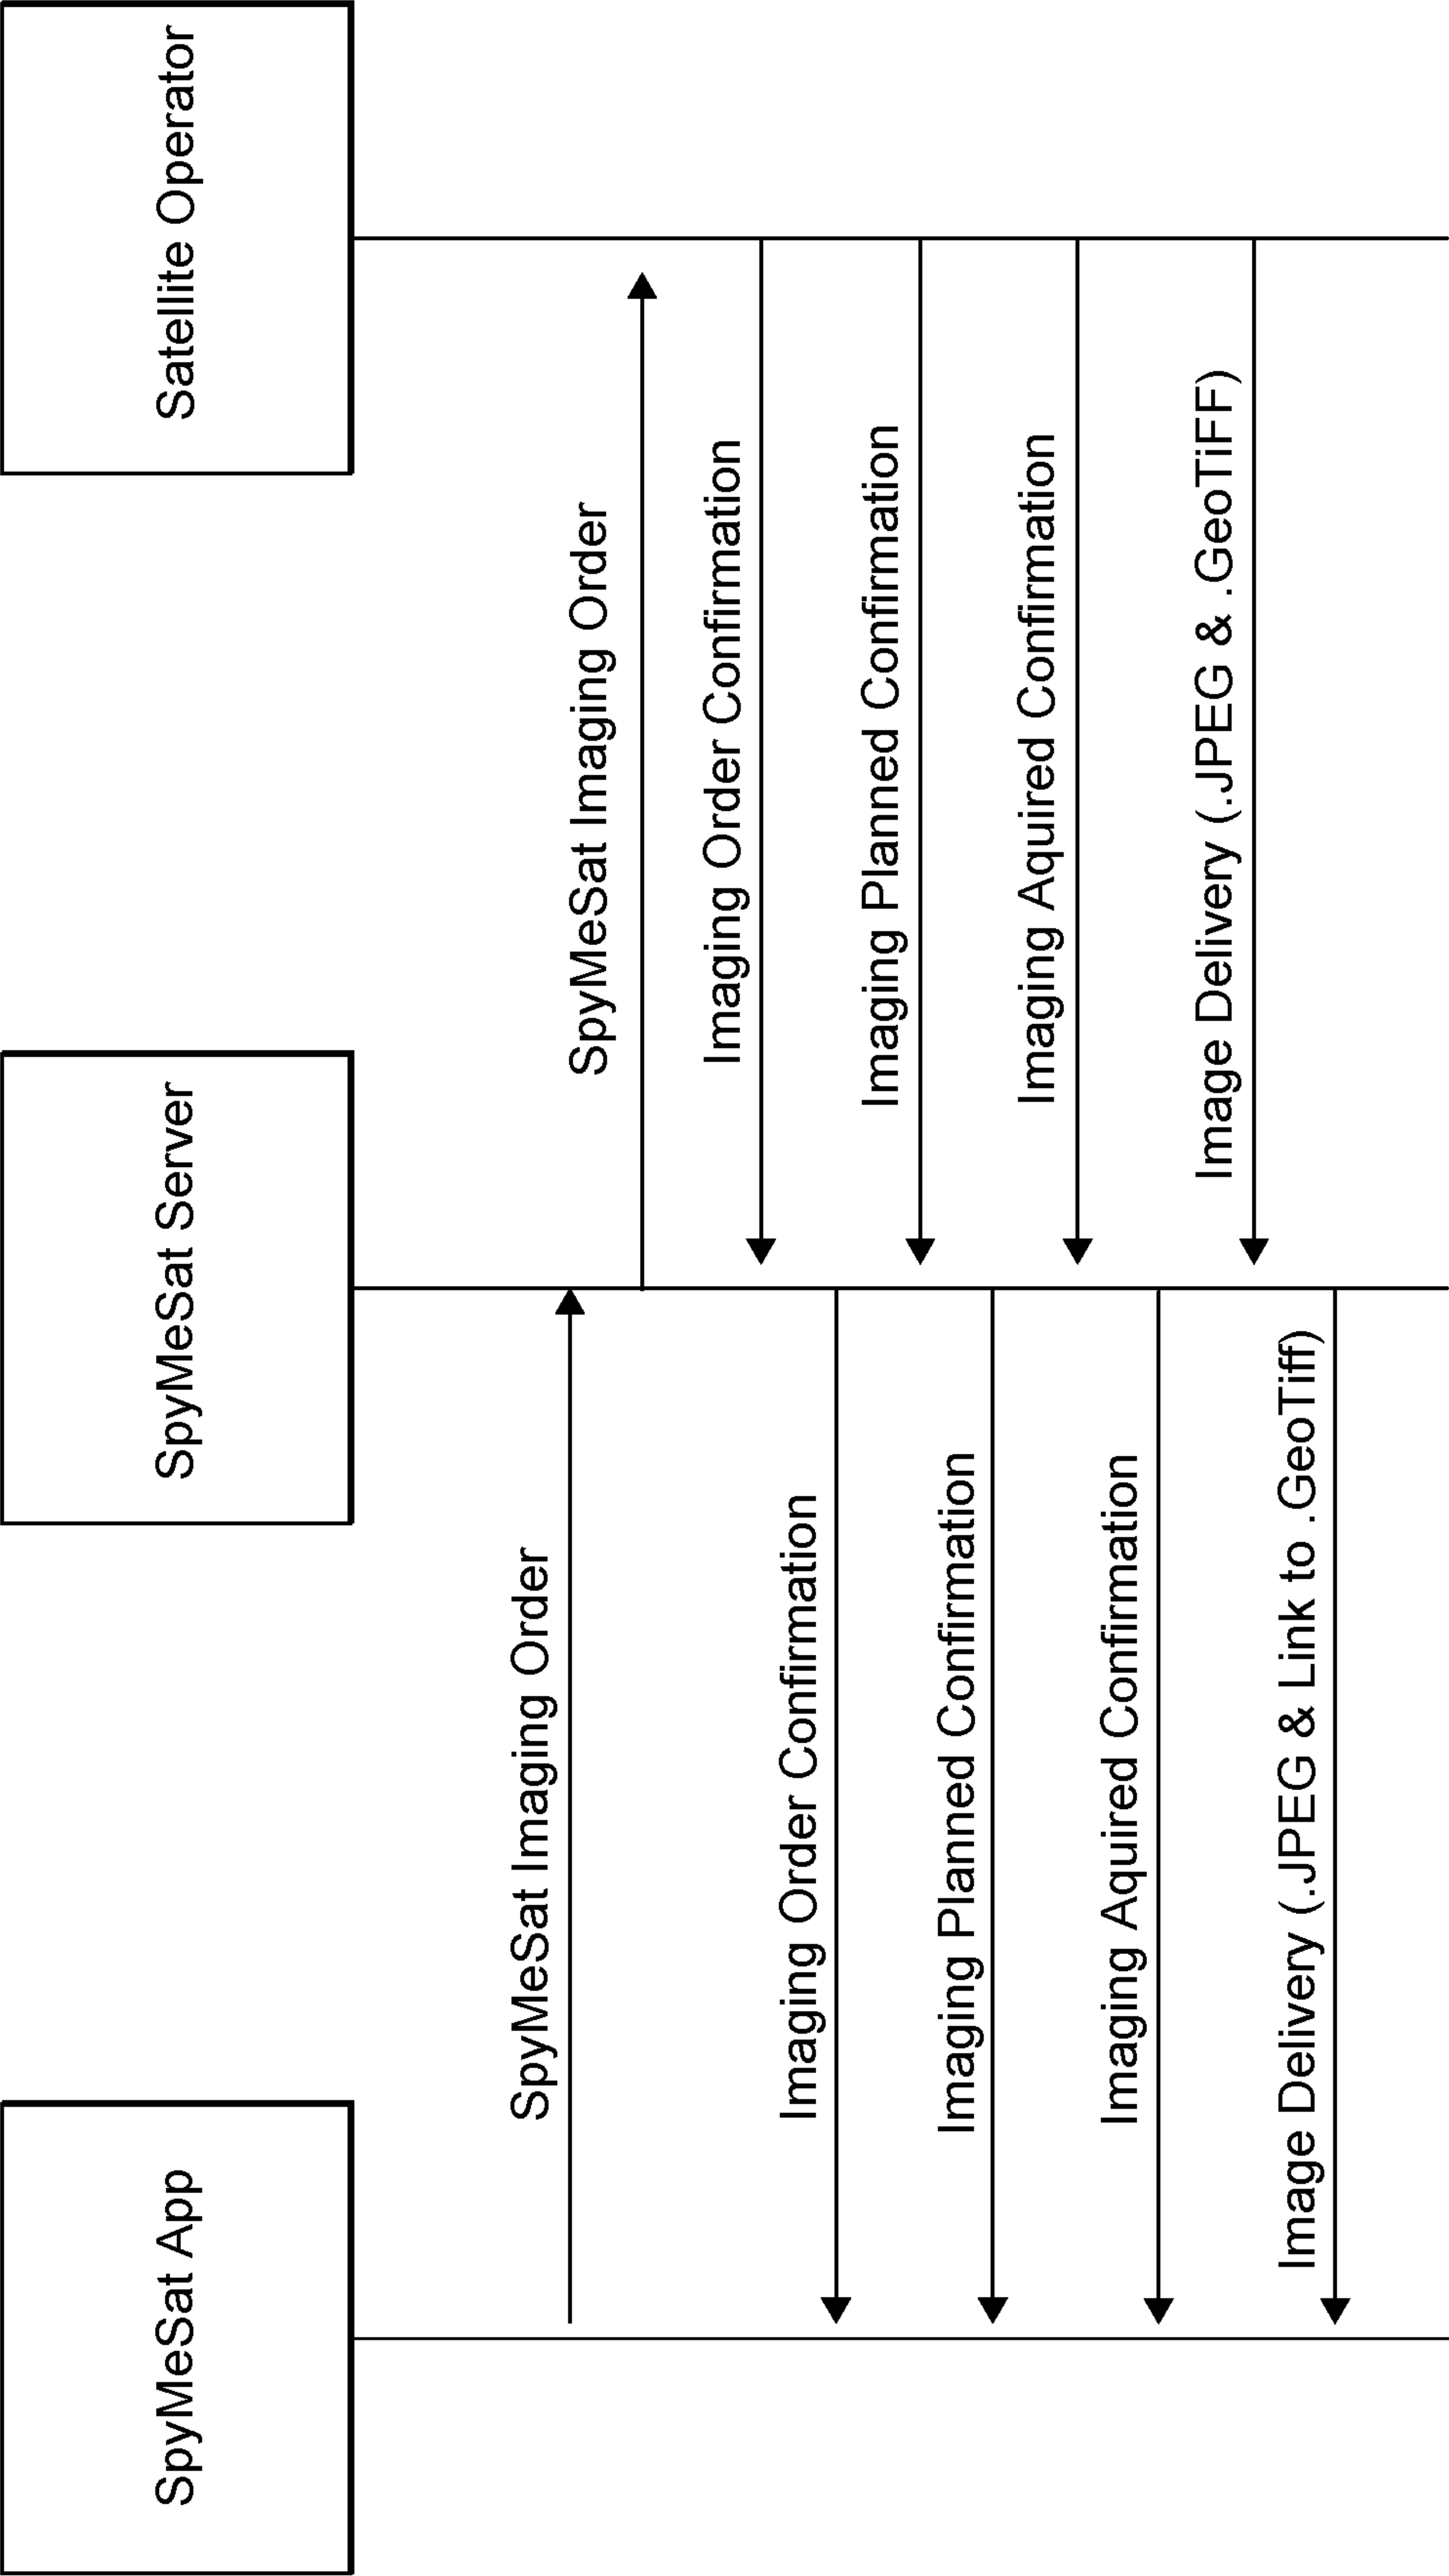 SpyMeSat App
SpyMeSat Server
Satellite Operator
SpyMeSat Imaging Order
SpyMeSat Imaging Order
Imaging Order Confirmation
Imaging Order Confirmation
Imaging Planned Confirmation
Imaging Planned Confirmation
Imaging Aquired Confirmation
Imaging Aquired Confirmation
Image Delivery (.JPEG & .GeoTiFF)
Image Delivery (.JPEG & Link to .GeoTiff)